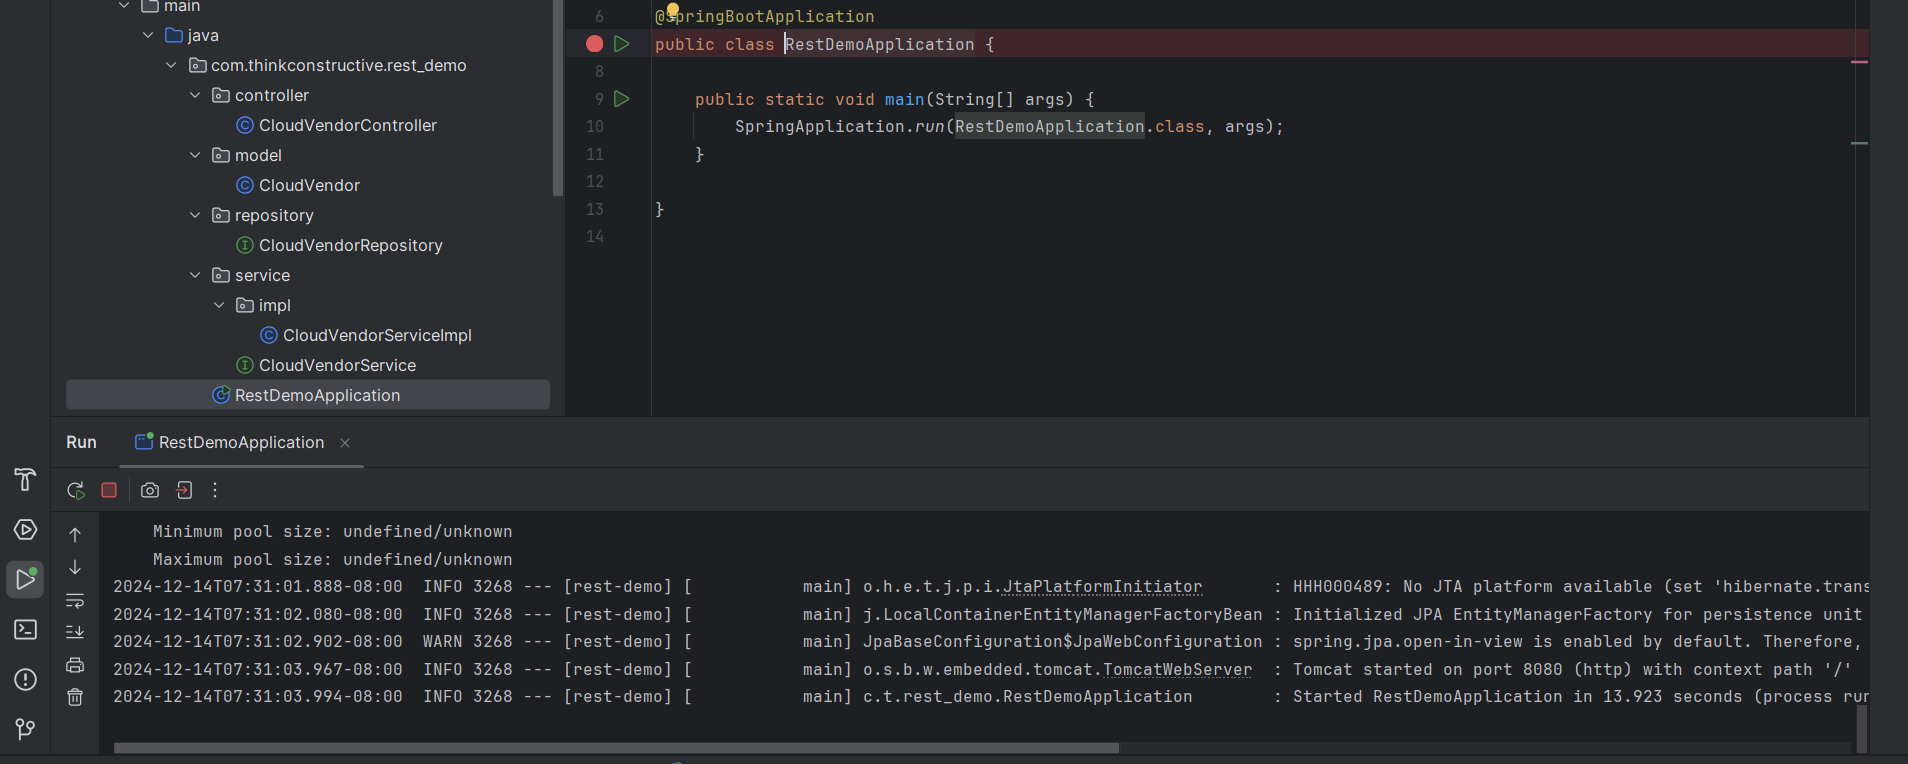 main
java
com.thinkconstructive.rest_demo
controller
CloudVendorController
model
CloudVendor
repository
CloudVendorRepository
service
impl
CloudVendorServiceImpl
CloudVendorService
RestDemoApplication
6 @SpringBootApplication
public class RestDemoApplication {
8
9 public static void main(String[] args) {
10 SpringApplication.run(RestDemoApplication.class, args);
11 }
12
13 }
14
Run RestDemoApplication
Minimum pool size: undefined/unknown
Maximum pool size: undefined/unknown
2024-12-14T07:31:01.888-08:00  INFO 3268 --- [rest-demo] [           main] o.h.e.t.j.p.i.JtaPlatformInitiator       : HHH000489: No JTA platform available (set 'hibernate.trans
2024-12-14T07:31:02.080-08:00  INFO 3268 --- [rest-demo] [           main] j.LocalContainerEntityManagerFactoryBean : Initialized JPA EntityManagerFactory for persistence unit
2024-12-14T07:31:02.902-08:00  WARN 3268 --- [rest-demo] [           main] JpaBaseConfiguration$JpaWebConfiguration : spring.jpa.open-in-view is enabled by default. Therefore,
2024-12-14T07:31:03.967-08:00  INFO 3268 --- [rest-demo] [           main] o.s.b.w.embedded.tomcat.TomcatWebServer  : Tomcat started on port 8080 (http) with context path '/'
2024-12-14T07:31:03.994-08:00  INFO 3268 --- [rest-demo] [           main] c.t.rest_demo.RestDemoApplication        : Started RestDemoApplication in 13.923 seconds (process run